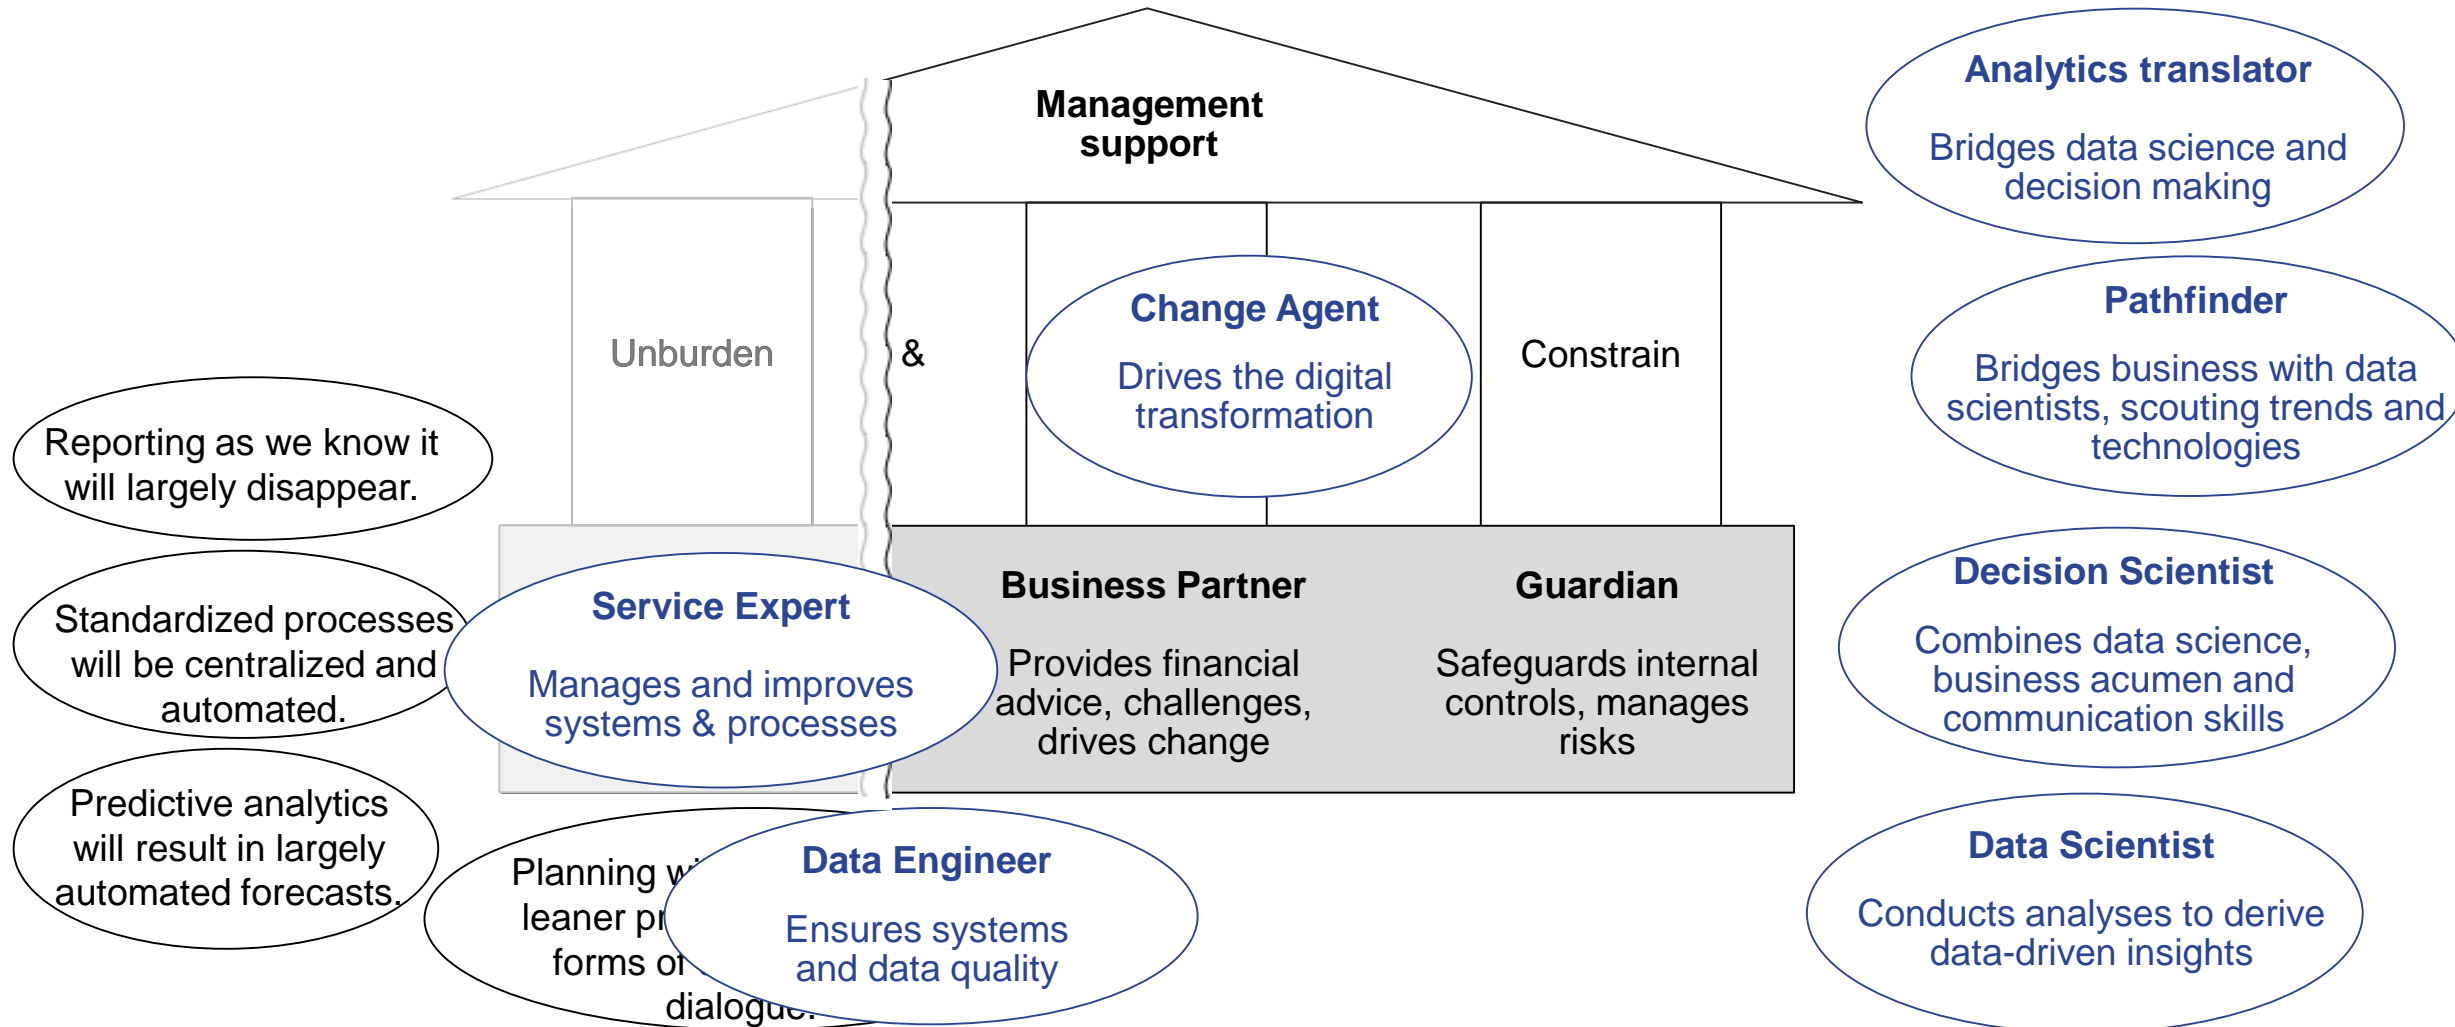 Management
support
Unburden
&
Constrain
Change Agent
Drives the digital
transformation
Reporting as we know it
will largely disappear.
Standardized processes
will be centralized and
automated.
Predictive analytics
will result in largely
automated forecasts.
Service Expert
Manages and improves
systems & processes
Business Partner
Provides financial
advice, challenges,
drives change
Guardian
Safeguards internal
controls, manages
risks
Planning
leaner
forms of
dialogue.
Data Engineer
Ensures systems
and data quality
Analytics translator
Bridges data science and
decision making
Pathfinder
Bridges business with data
scientists, scouting trends and
technologies
Decision Scientist
Combines data science,
business acumen and
communication skills
Data Scientist
Conducts analyses to derive
data-driven insights